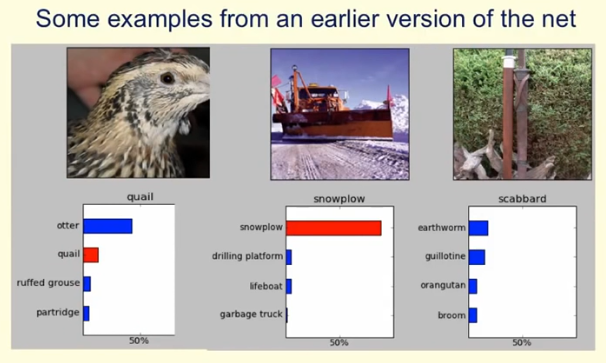 Some examples from an earlier version of the net
quail
otter
quail
ruffed grouse
partridge
50%
snowplow
snowplow
drilling platform
lifeboat
garbage truck
50%
scabbard
earthworm
guillotine
orangutan
broom
50%